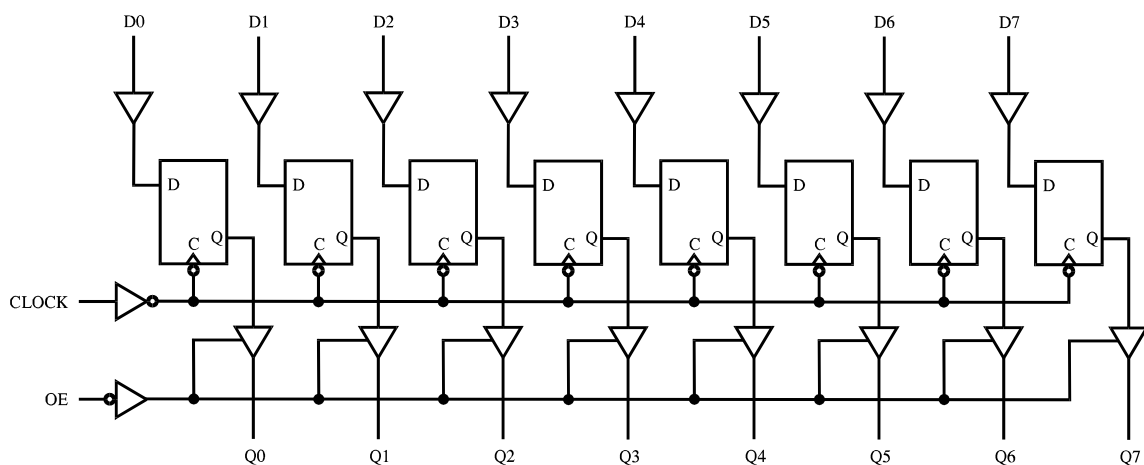 D0 D1 D2 D3 D4 D5 D6 D7
D D D D D D D D
Q Q Q Q Q Q Q Q
C C C C C C C C
CLOCK
OE
Q0 Q1 Q2 Q3 Q4 Q5 Q6 Q7